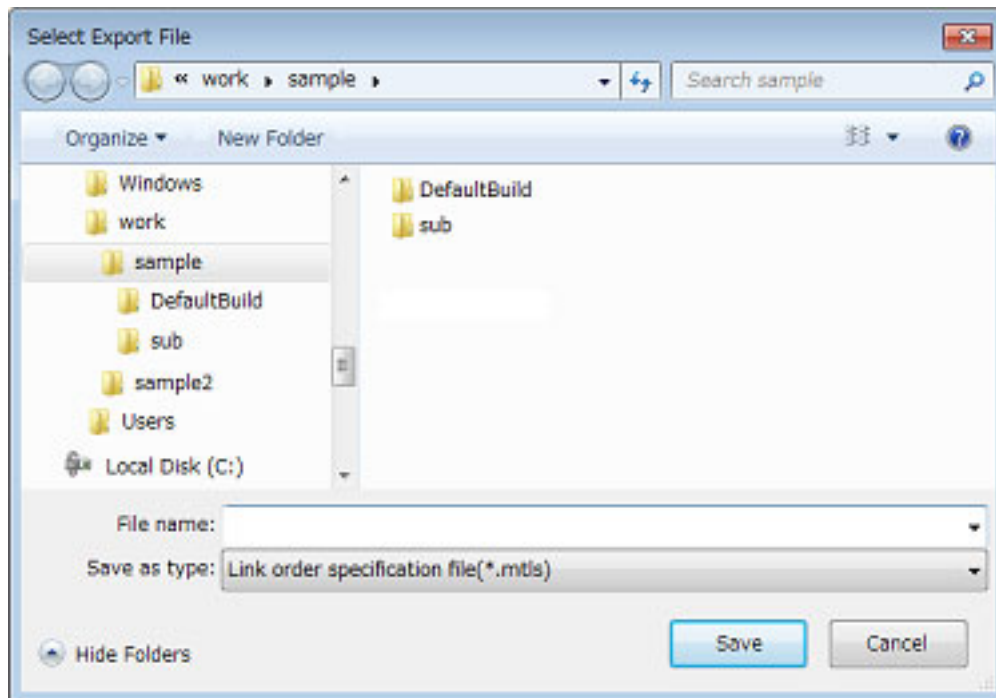 Select Export File
« work ▸ sample ▸ Search sample
Organize ▾ New Folder
Windows
work
sample
DefaultBuild
sub
sample2
Users
Local Disk (C:)
DefaultBuild
sub
File name:
Save as type: Link order specification file(*.mtls)
Hide Folders
Save Cancel